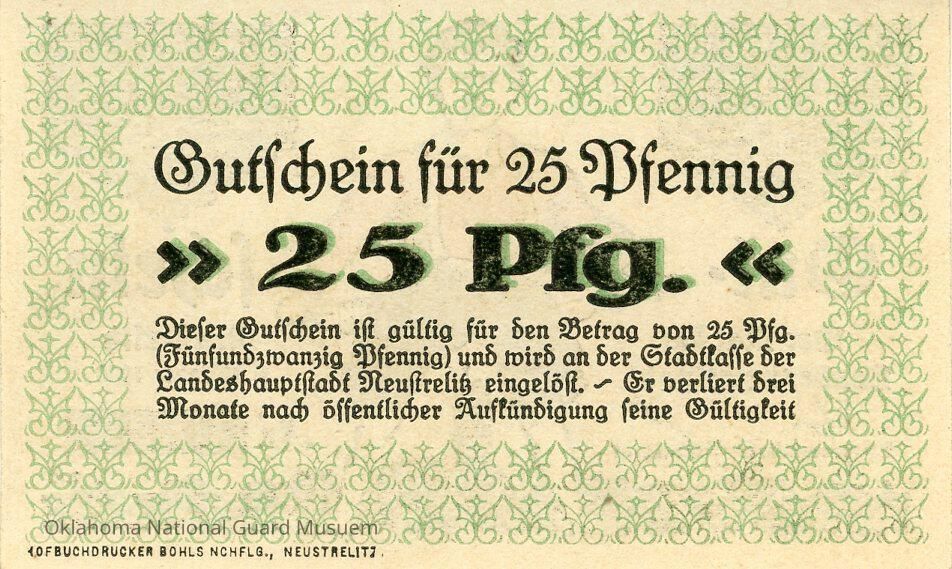 Gutschein für 25 Pfennig
» 25 Pfg. «
Dieser Gutschein ist gültig für den Betrag von 25 Pfg.
(Fünfundzwanzig Pfennig) und wird an der Stadtkasse der
Landeshauptstadt Neustrelitz eingelöst. ~ Er verliert drei
Monate nach öffentlicher Aufkündigung seine Gültigkeit
Oklahoma National Guard Musuem
HOFBUCHDRUCKER BOHLS NCHFLG., NEUSTRELITZ.